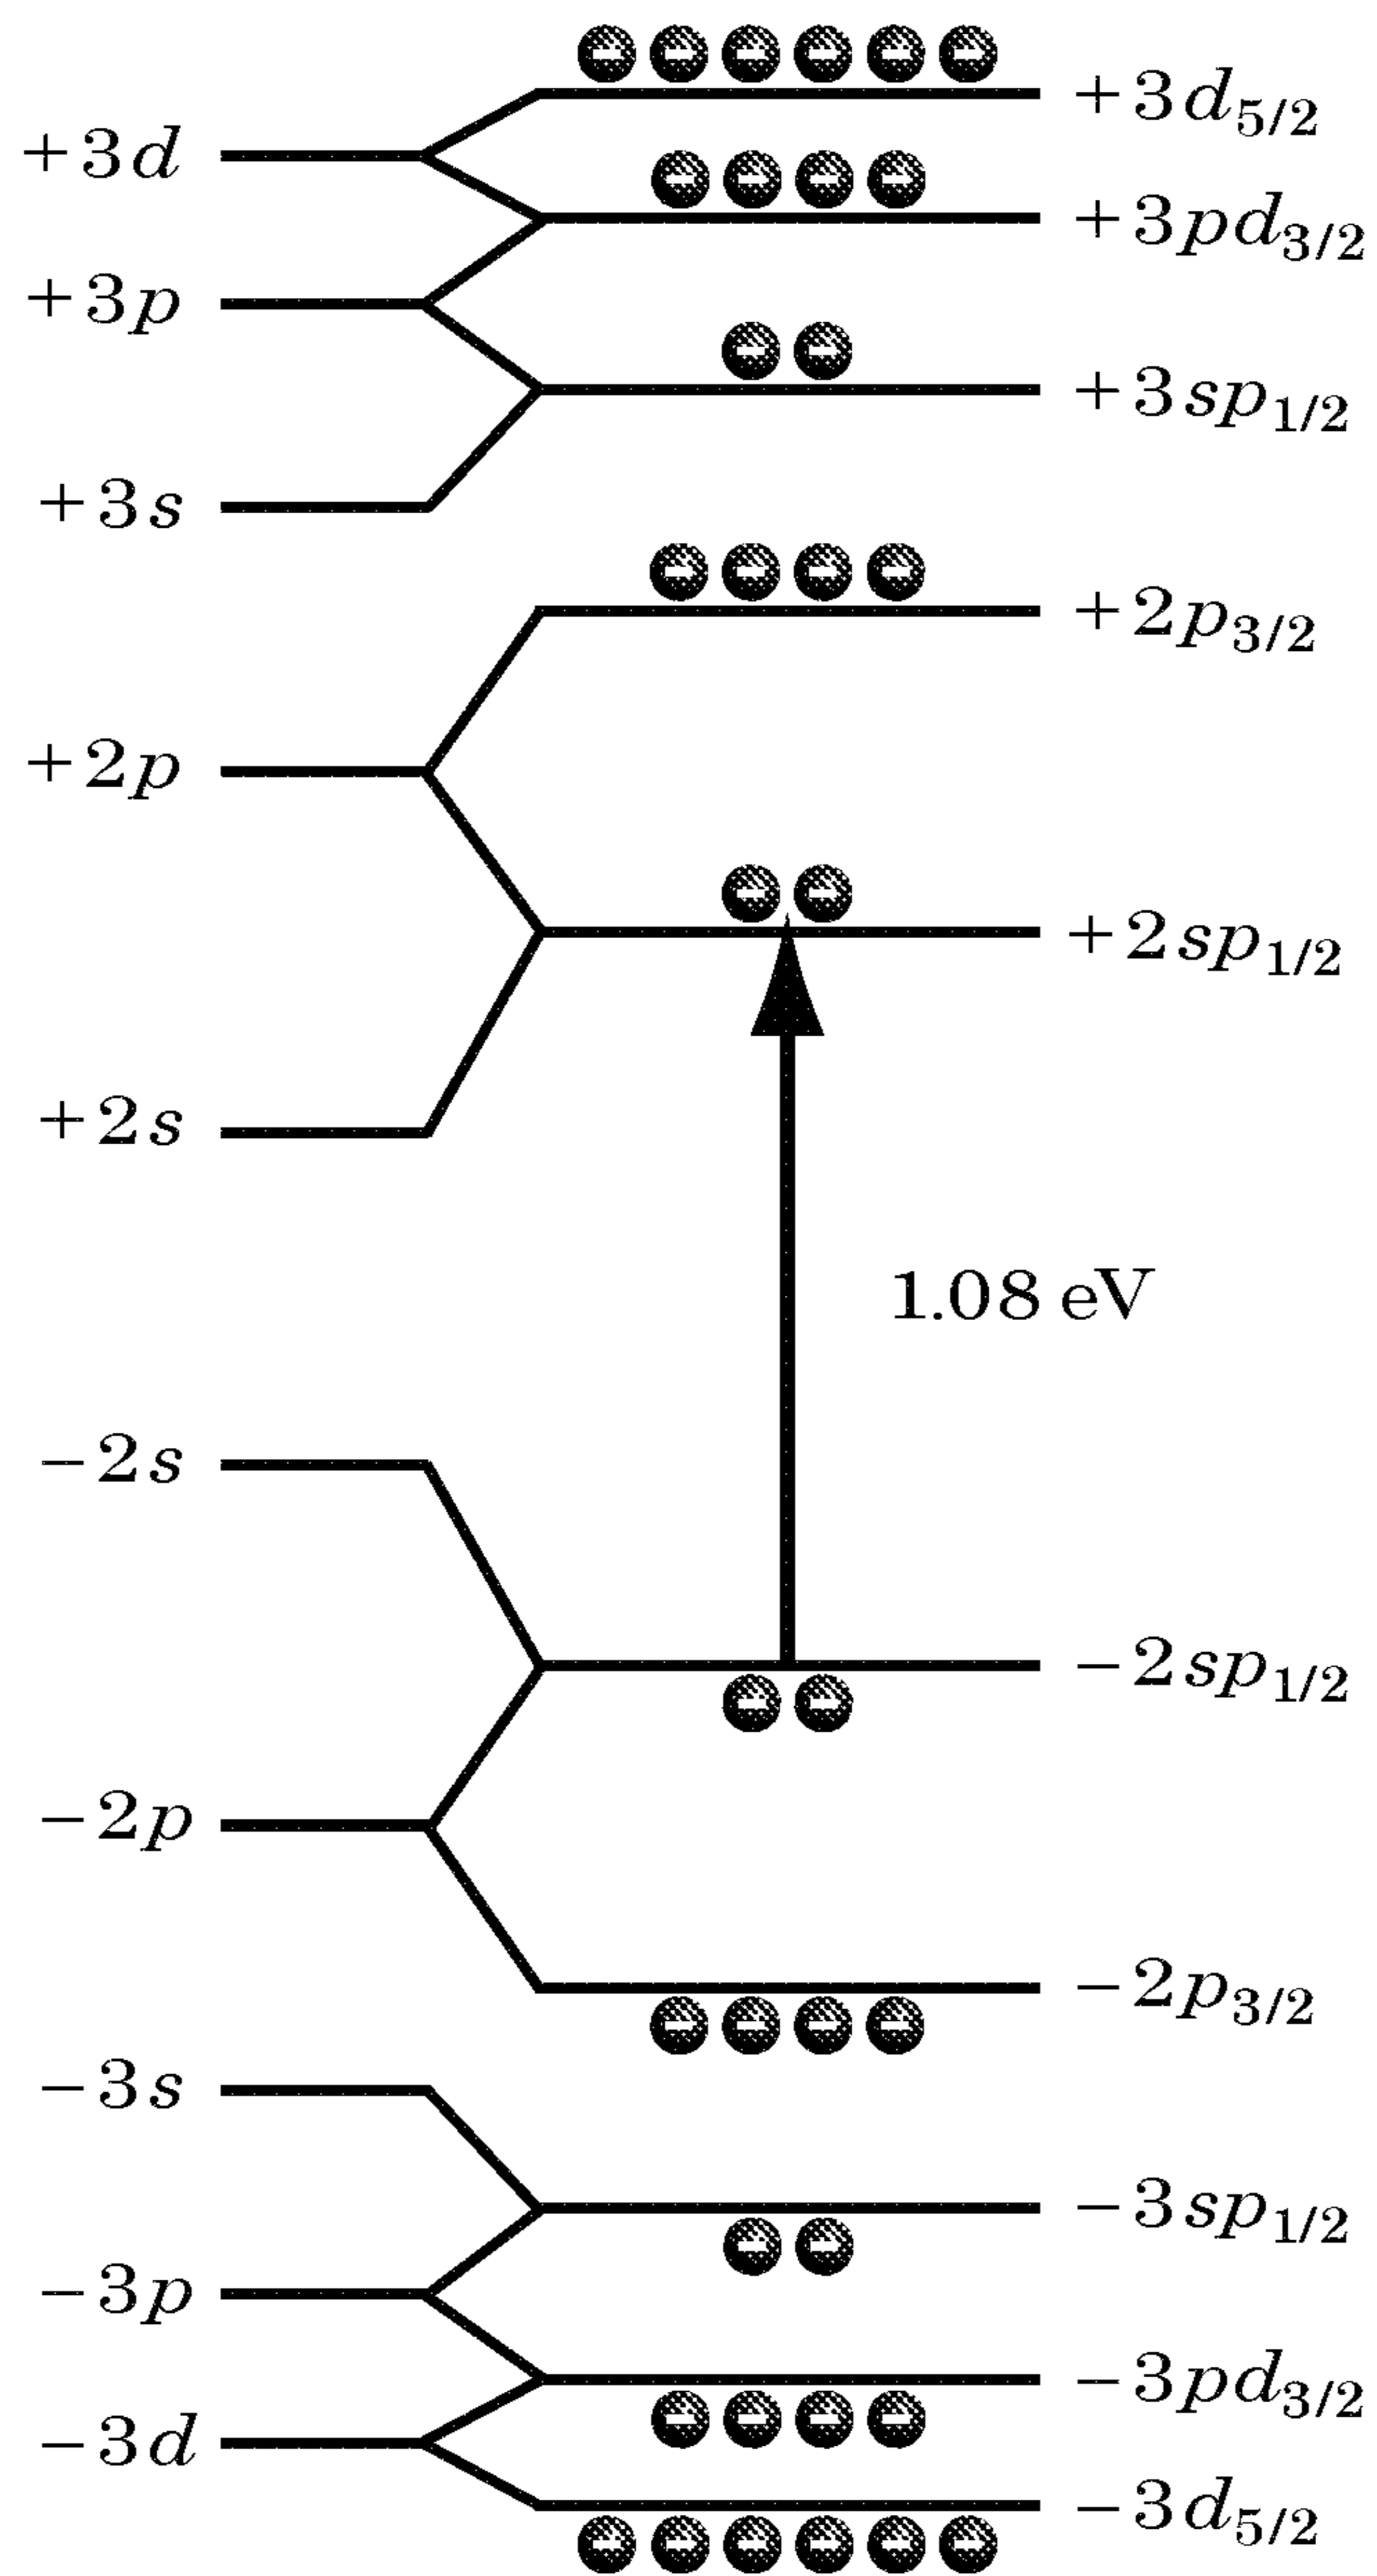 +3d
+3d5/2
+3pd3/2
+3p
+3sp1/2
+3s
+2p3/2
+2p
+2sp1/2
+2s
1.08 eV
−2s
−2sp1/2
−2p
−2p3/2
−3s
−3sp1/2
−3p
−3pd3/2
−3d
−3d5/2